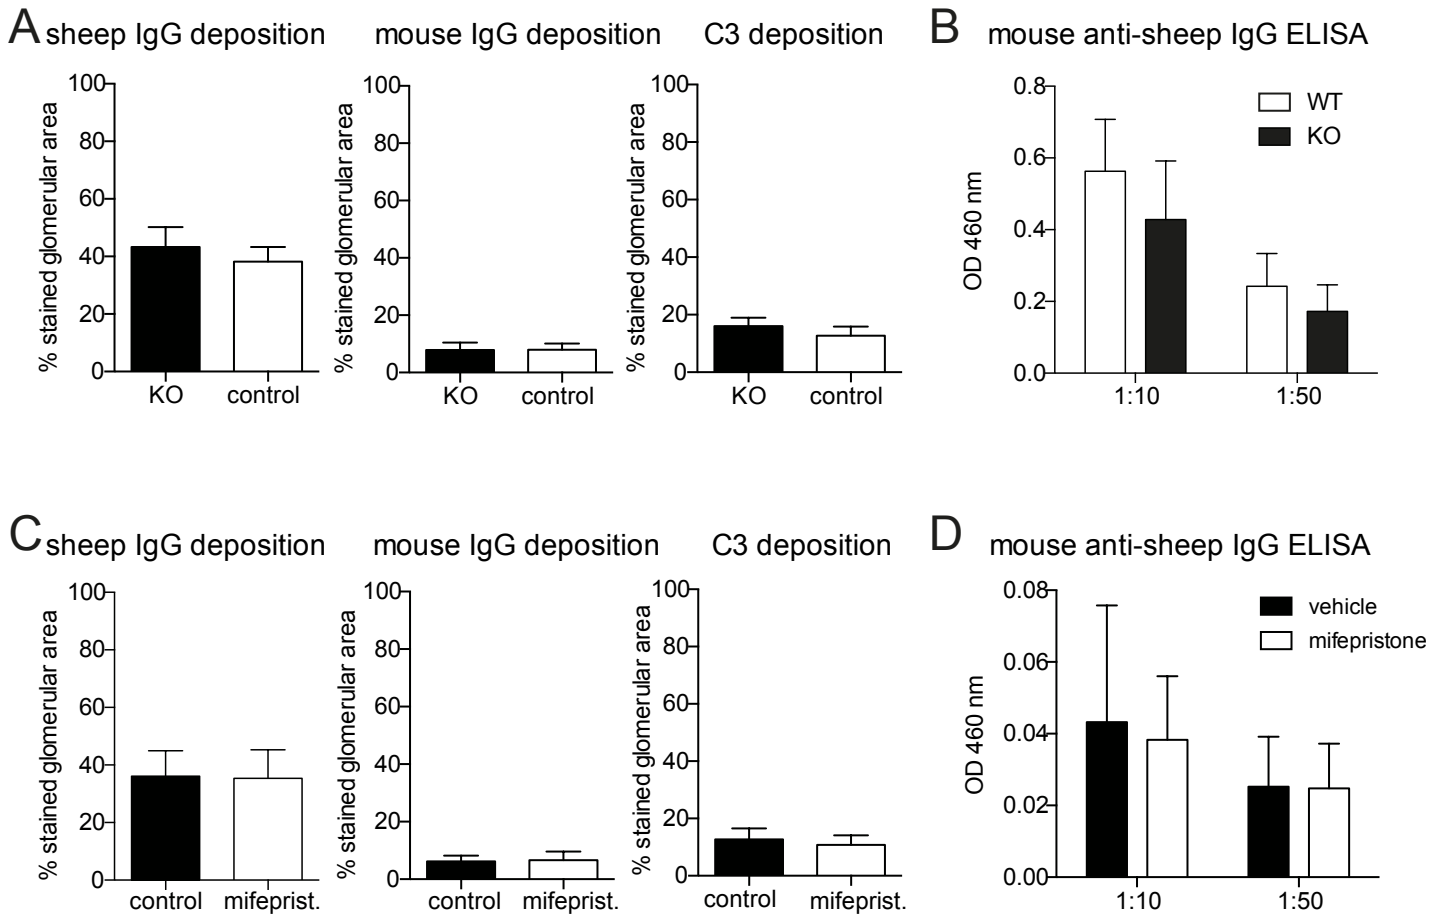 A sheep IgG deposition
mouse IgG deposition
C3 deposition
B mouse anti-sheep IgG ELISA
% stained glomerular area
100
80
60
40
20
0
KO control
% stained glomerular area
100
80
60
40
20
0
KO control
% stained glomerular area
100
80
60
40
20
0
KO control
OD 460 nm
0.8
0.6
0.4
0.2
0.0
WT
KO
1:10 1:50
C sheep IgG deposition
mouse IgG deposition
C3 deposition
D mouse anti-sheep IgG ELISA
% stained glomerular area
100
80
60
40
20
0
control mifeprist.
% stained glomerular area
100
80
60
40
20
0
control mifeprist.
% stained glomerular area
100
80
60
40
20
0
control mifeprist.
OD 460 nm
0.08
0.06
0.04
0.02
0.00
vehicle
mifepristone
1:10 1:50